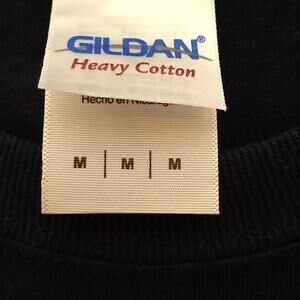 GILDAN®
Heavy Cotton
Hecho en
M | M | M